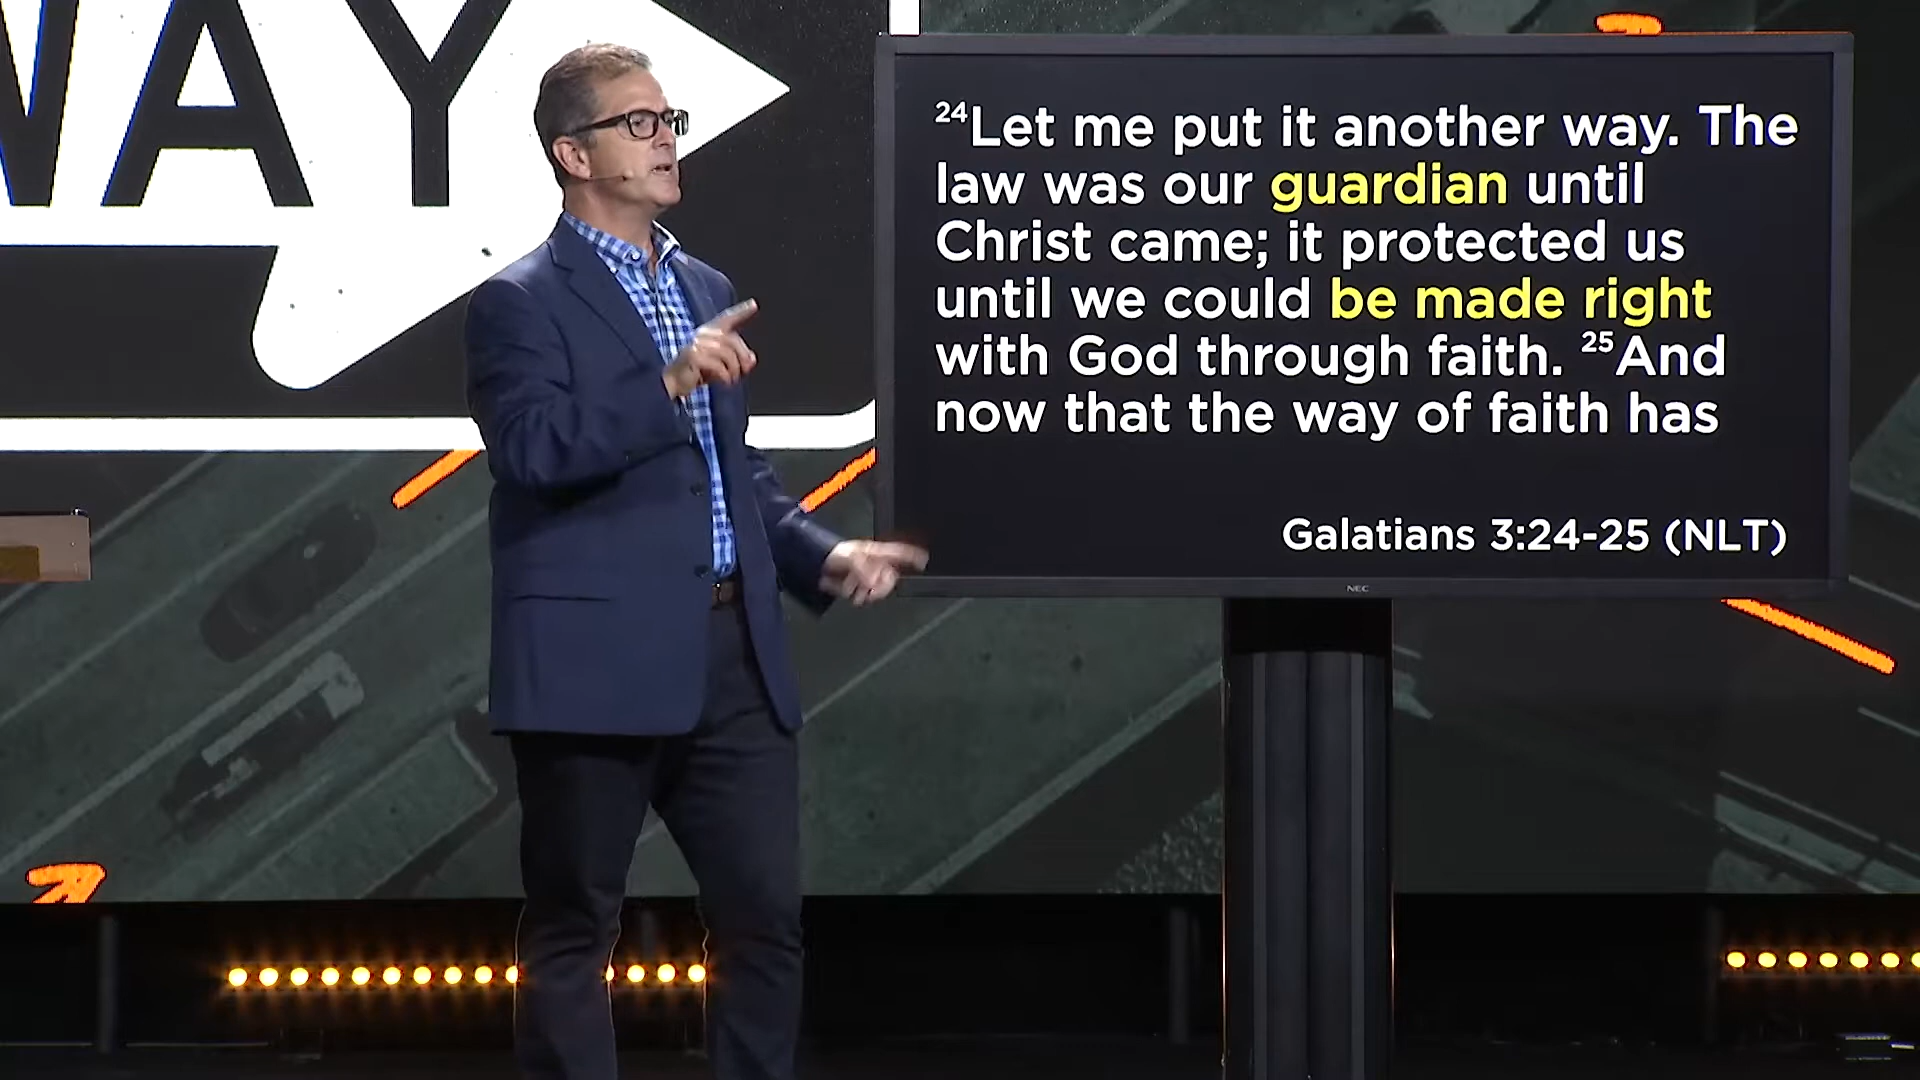 WAY
²⁴Let me put it another way. The
law was our guardian until
Christ came; it protected us
until we could be made right
with God through faith. ²⁵And
now that the way of faith has
Galatians 3:24-25 (NLT)
NEC